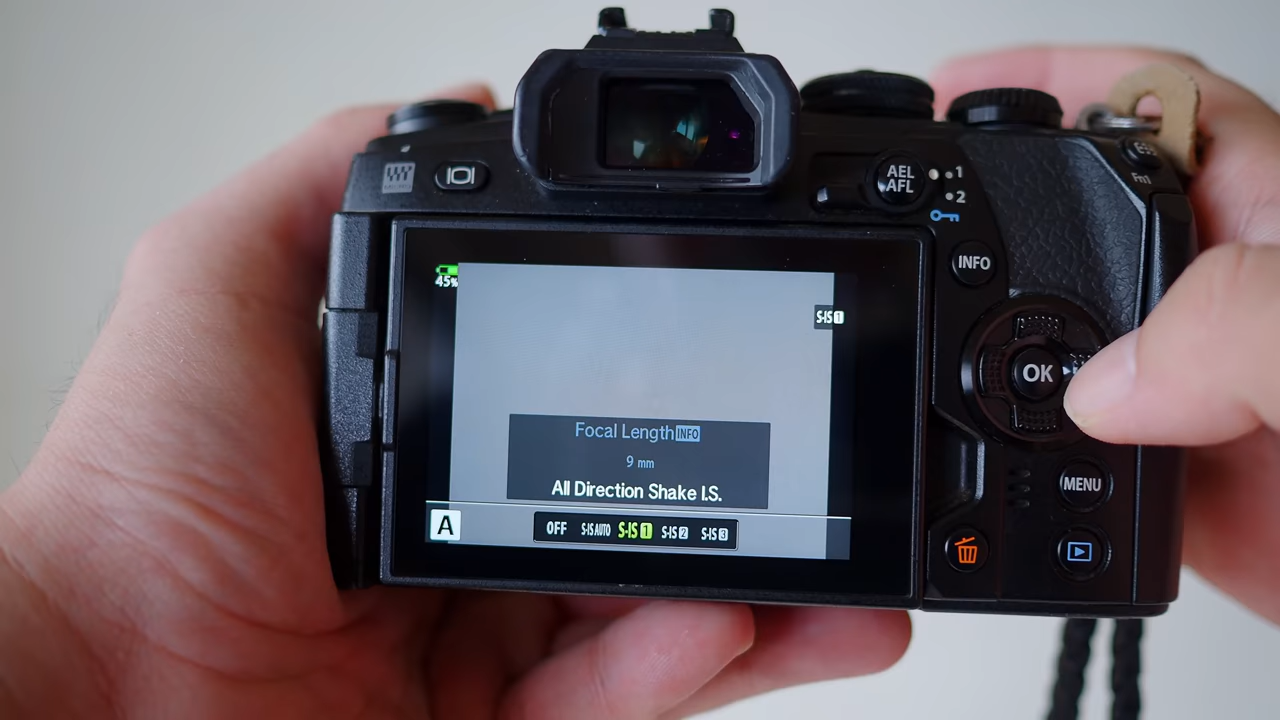 AEL
AFL
1
2
Fn1
INFO
45%
S-IS 1
OK
Focal Length INFO
9 mm
All Direction Shake I.S.
MENU
A
OFF S-IS AUTO S-IS 1 S-IS 2 S-IS 3